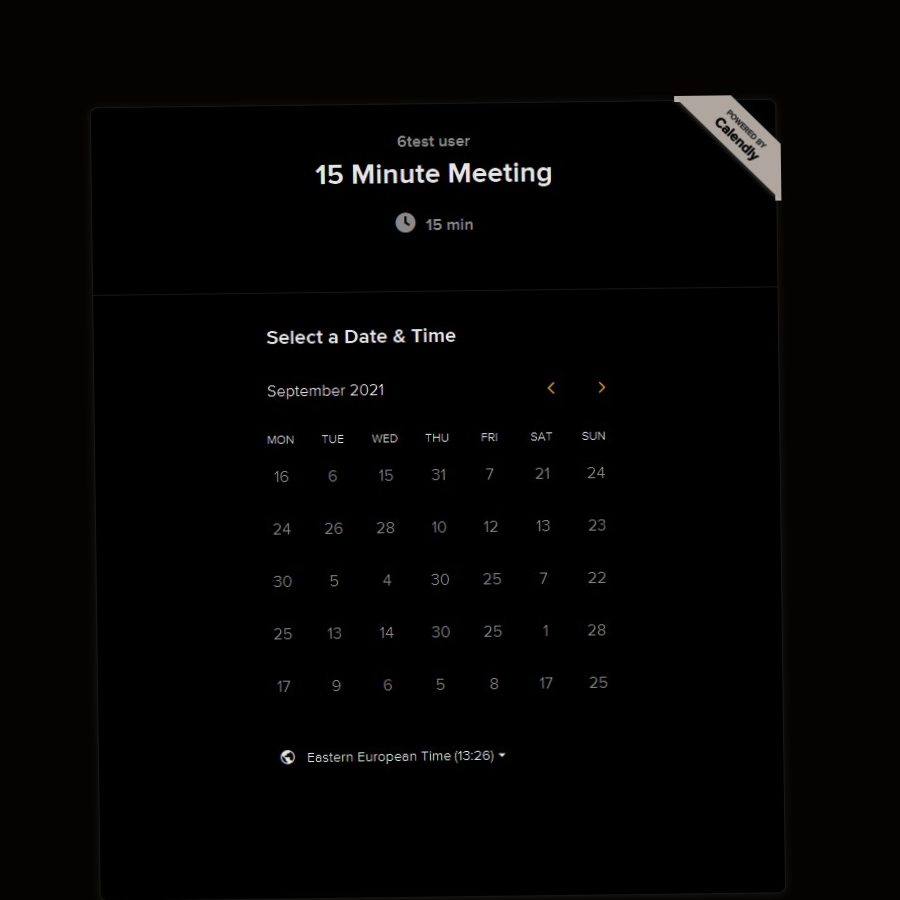 POWERED BY
Calendly
6test user
15 Minute Meeting
15 min
Select a Date & Time
September 2021
MON TUE WED THU FRI SAT SUN
16 6 15 31 7 21 24
24 26 28 10 12 13 23
30 5 4 30 25 7 22
25 13 14 30 25 1 28
17 9 6 5 8 17 25
Eastern European Time (13:26)